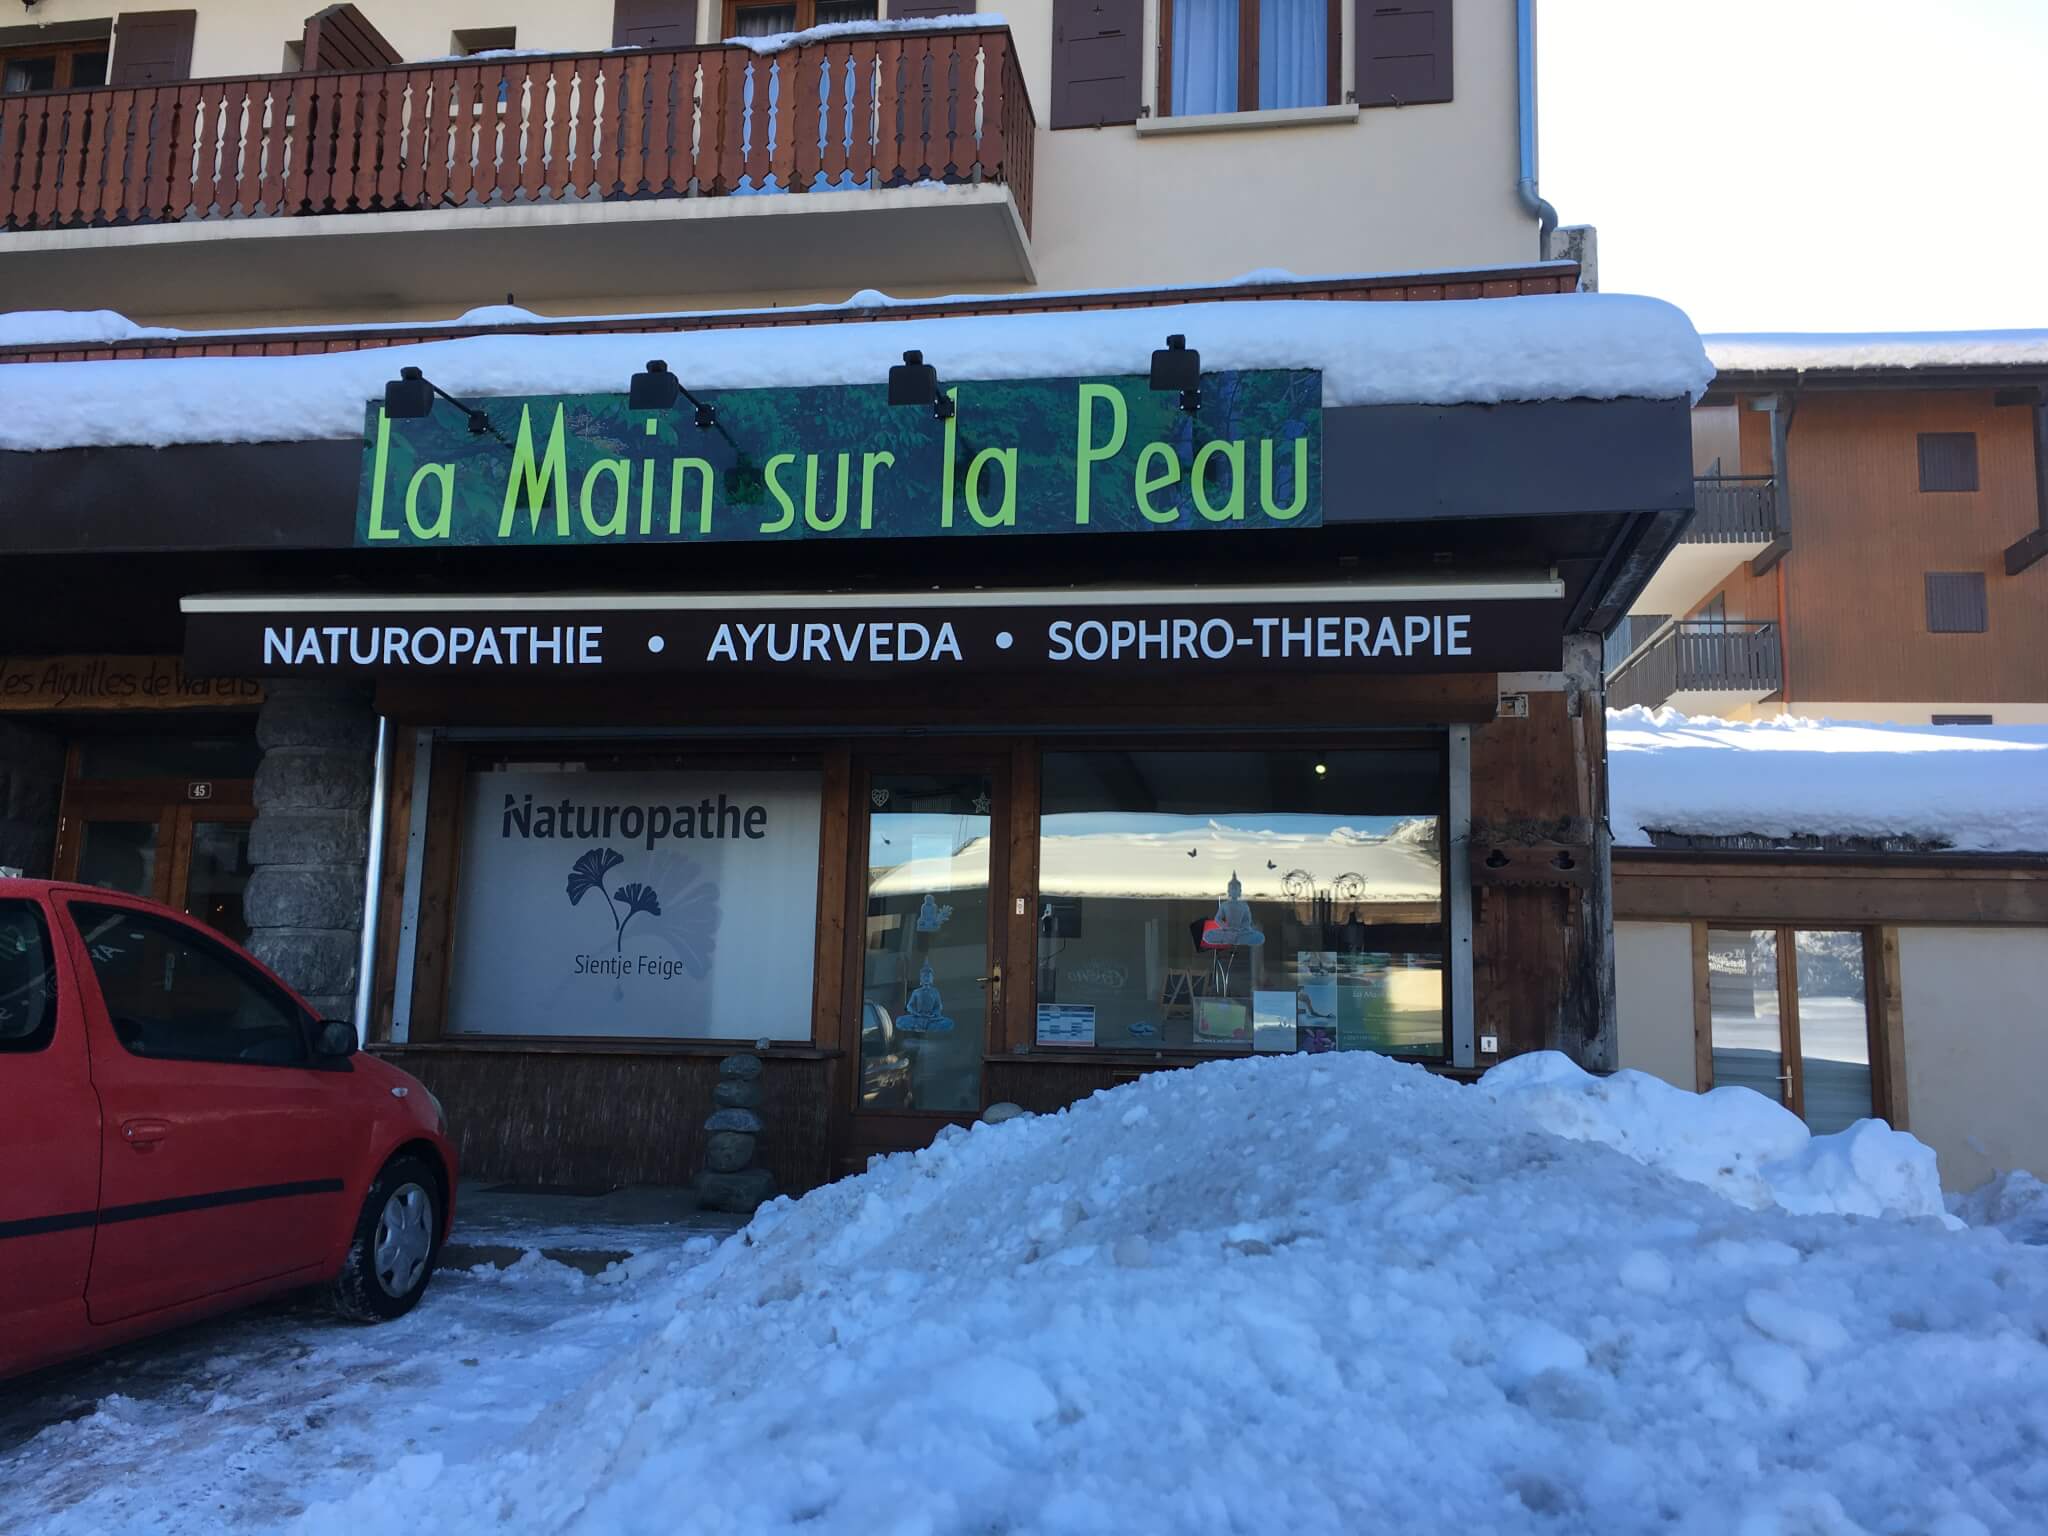 La Main sur la Peau
NATUROPATHIE • AYURVEDA • SOPHRO-THERAPIE
Les Aiguilles de Warens
45
Naturopathe
Sientje Feige